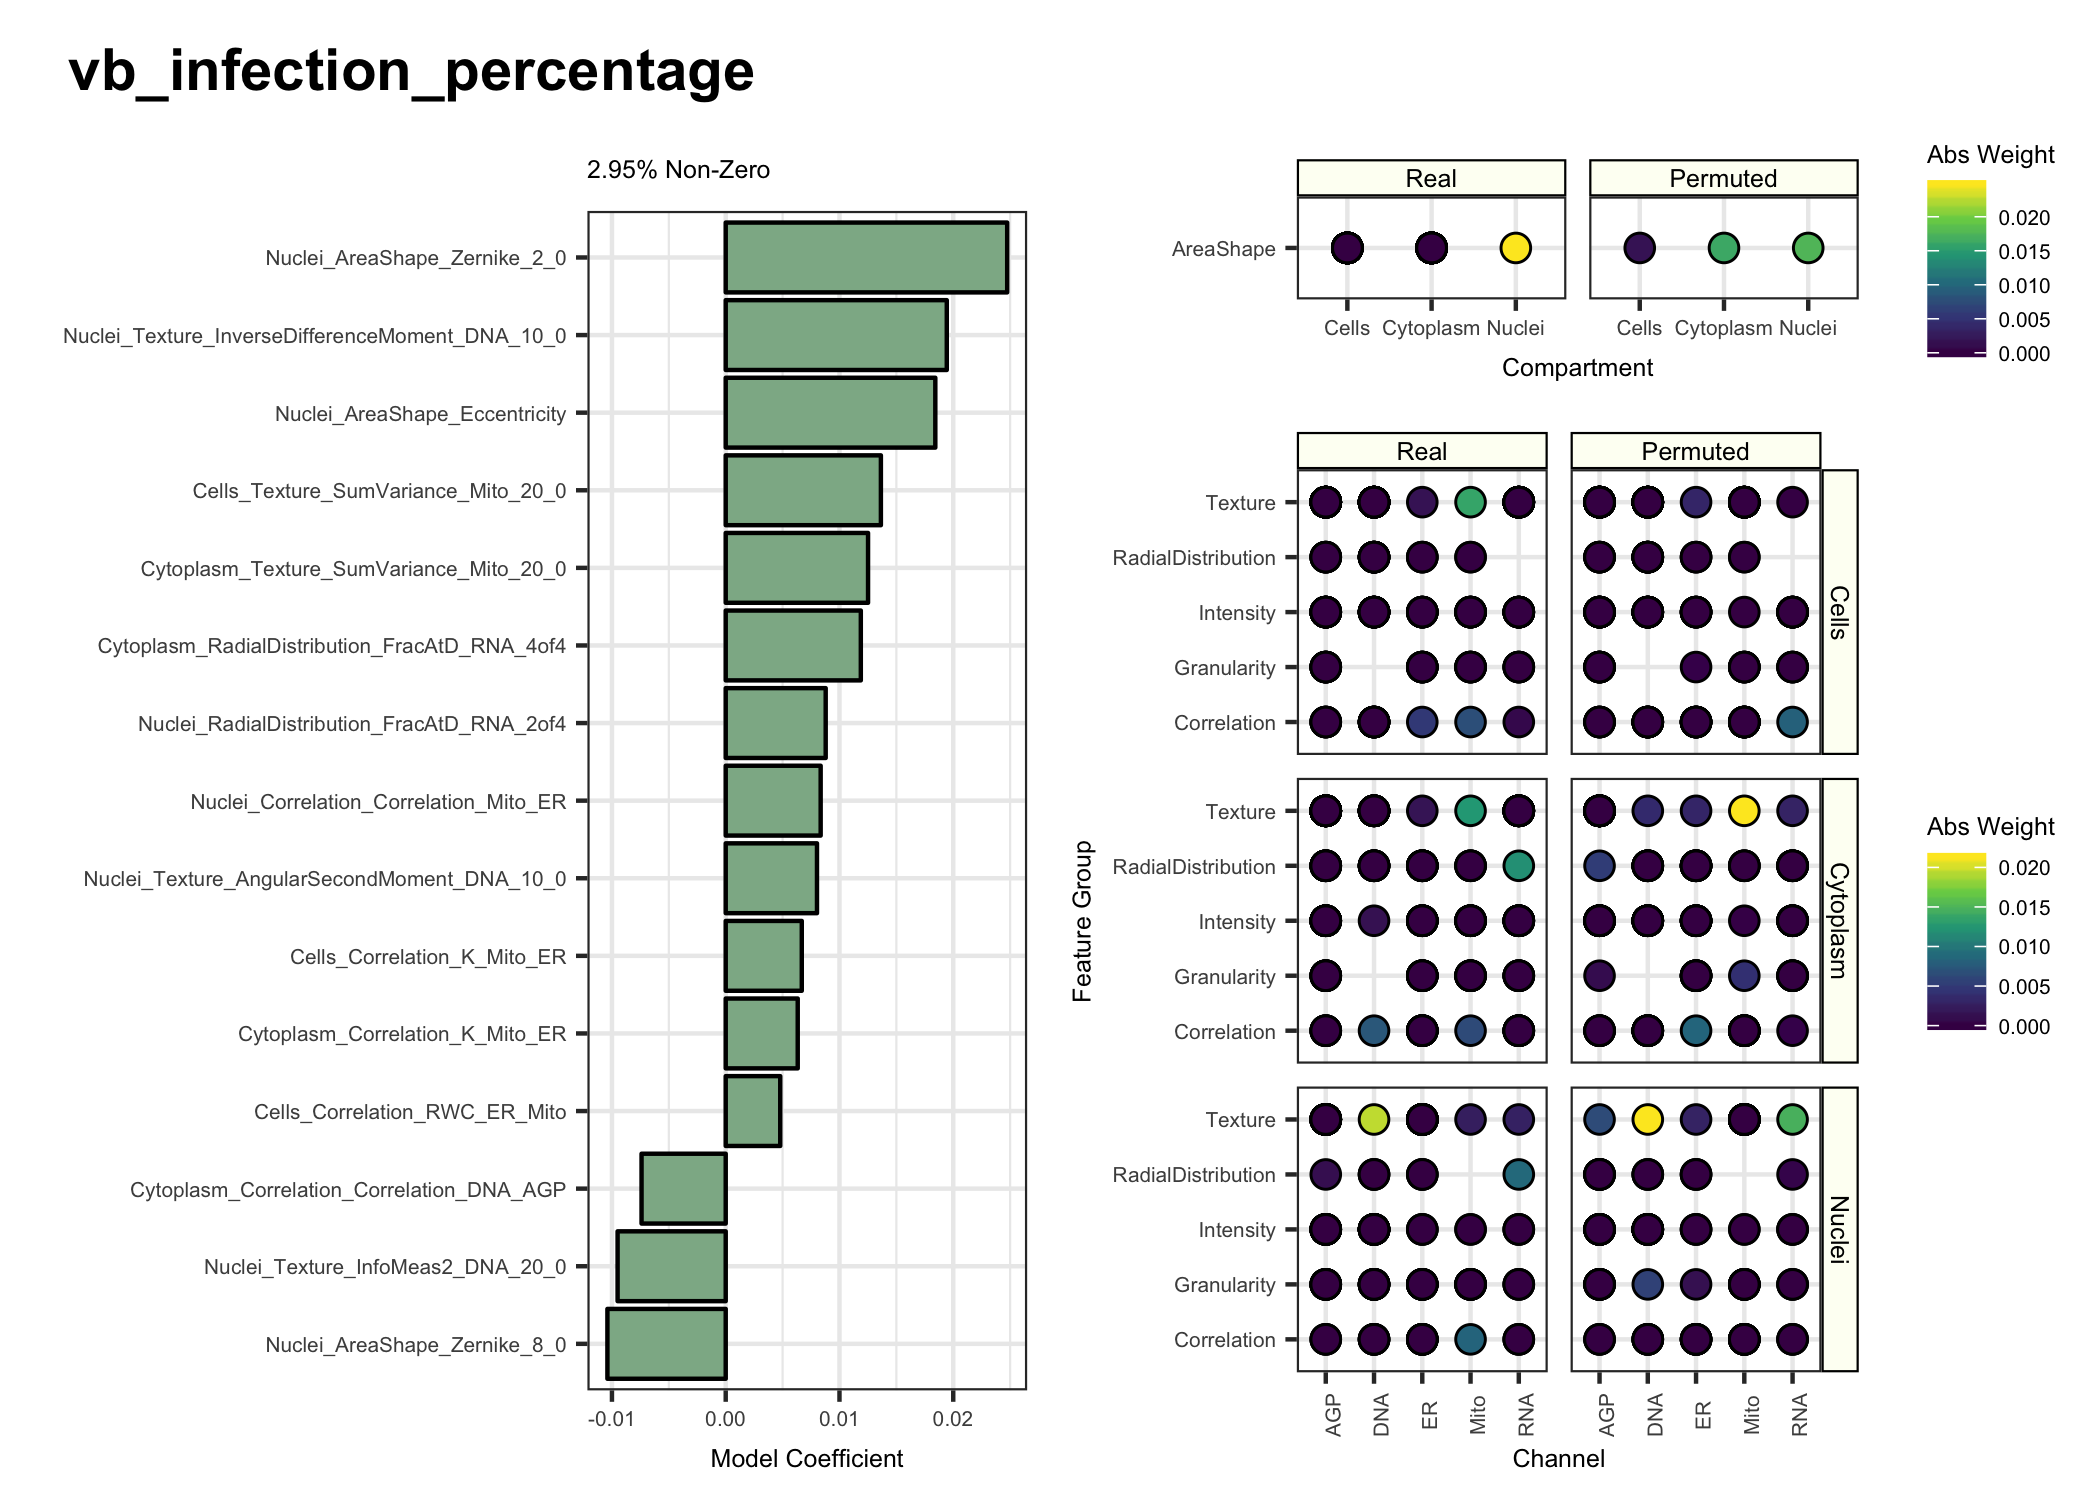 vb_infection_percentage
2.95% Non-Zero
Nuclei_AreaShape_Zernike_2_0
Nuclei_Texture_InverseDifferenceMoment_DNA_10_0
Nuclei_AreaShape_Eccentricity
Cells_Texture_SumVariance_Mito_20_0
Cytoplasm_Texture_SumVariance_Mito_20_0
Cytoplasm_RadialDistribution_FracAtD_RNA_4of4
Nuclei_RadialDistribution_FracAtD_RNA_2of4
Nuclei_Correlation_Correlation_Mito_ER
Nuclei_Texture_AngularSecondMoment_DNA_10_0
Cells_Correlation_K_Mito_ER
Cytoplasm_Correlation_K_Mito_ER
Cells_Correlation_RWC_ER_Mito
Cytoplasm_Correlation_Correlation_DNA_AGP
Nuclei_Texture_InfoMeas2_DNA_20_0
Nuclei_AreaShape_Zernike_8_0
-0.01 0.00 0.01 0.02
Model Coefficient
Real Permuted
AreaShape
Cells Cytoplasm Nuclei Cells Cytoplasm Nuclei
Compartment
Abs Weight
0.020
0.015
0.010
0.005
0.000
Real Permuted
Feature Group
Texture
RadialDistribution
Intensity
Granularity
Correlation
Cells
Texture
RadialDistribution
Intensity
Granularity
Correlation
Cytoplasm
Texture
RadialDistribution
Intensity
Granularity
Correlation
Nuclei
AGP DNA ER Mito RNA AGP DNA ER Mito RNA
Channel
Abs Weight
0.020
0.015
0.010
0.005
0.000